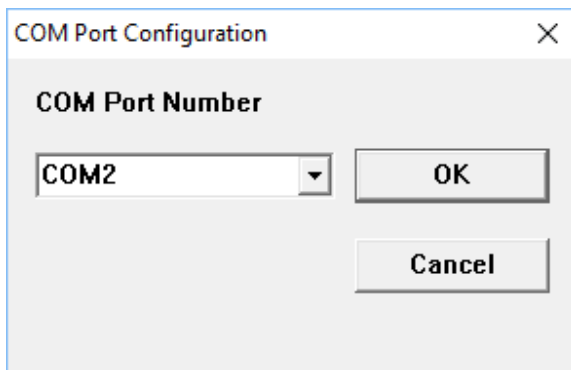 COM Port Configuration
COM Port Number
COM2
OK
Cancel